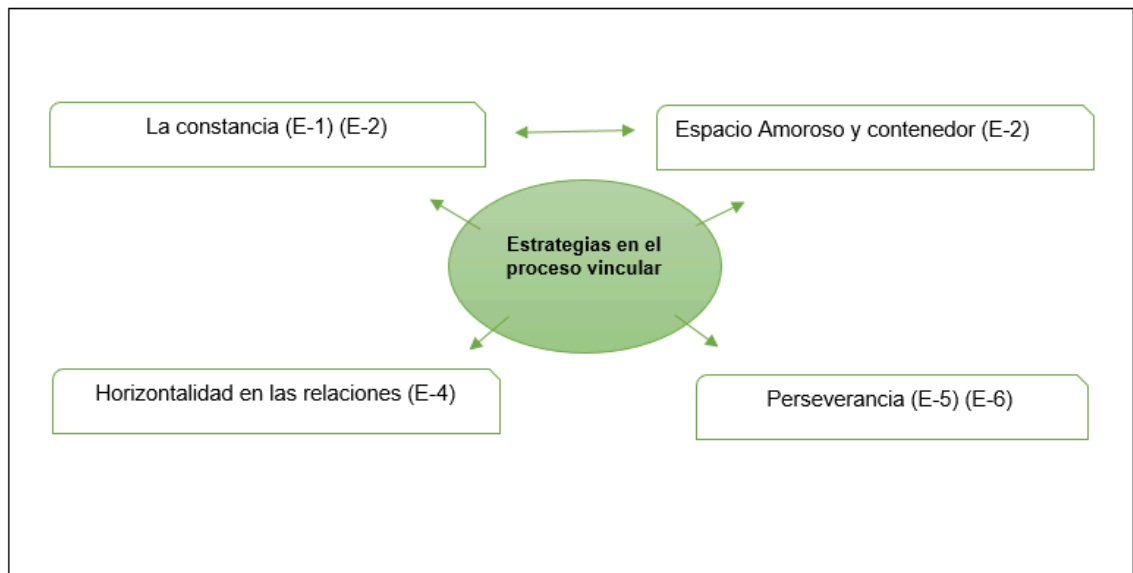 La constancia (E-1) (E-2)
Espacio Amoroso y contenedor (E-2)
Estrategias en el
proceso vincular
Horizontalidad en las relaciones (E-4)
Perseverancia (E-5) (E-6)